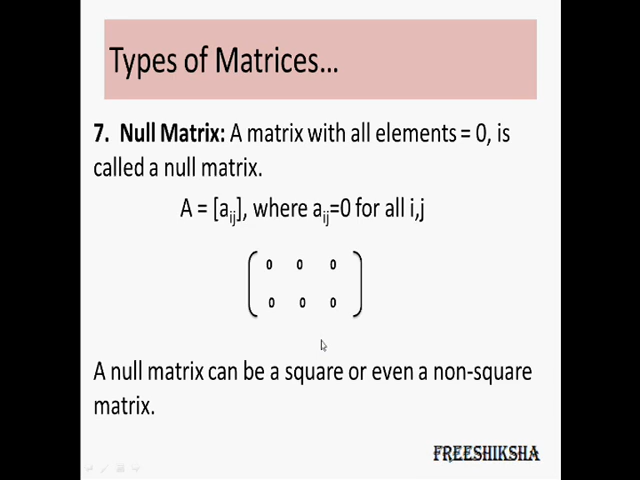 Types of Matrices...
7. Null Matrix: A matrix with all elements = 0, is
called a null matrix.
A = [aij], where aij=0 for all i,j
0 0 0
0 0 0
A null matrix can be a square or even a non-square
matrix.
FREESHIKSHA